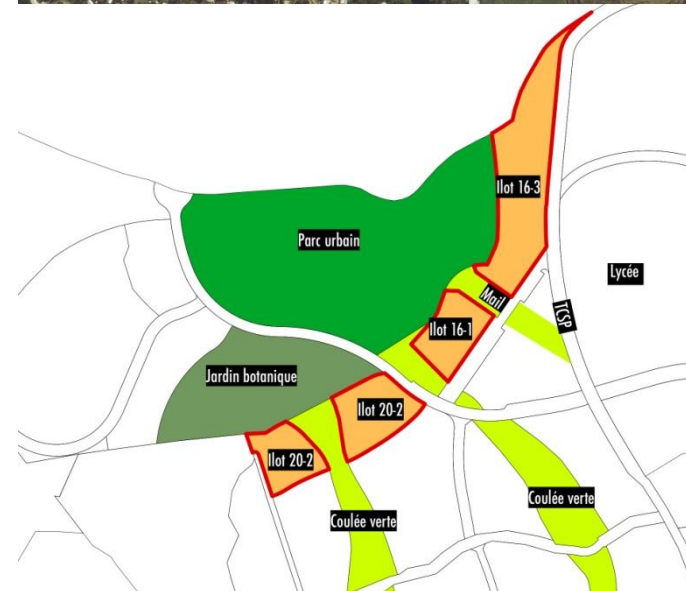 Ilot 16-3
Parc urbain
Lycée
Mail
TCSP
Ilot 16-1
Jardin botanique
Ilot 20-2
Ilot 20-2
Coulée verte
Coulée verte